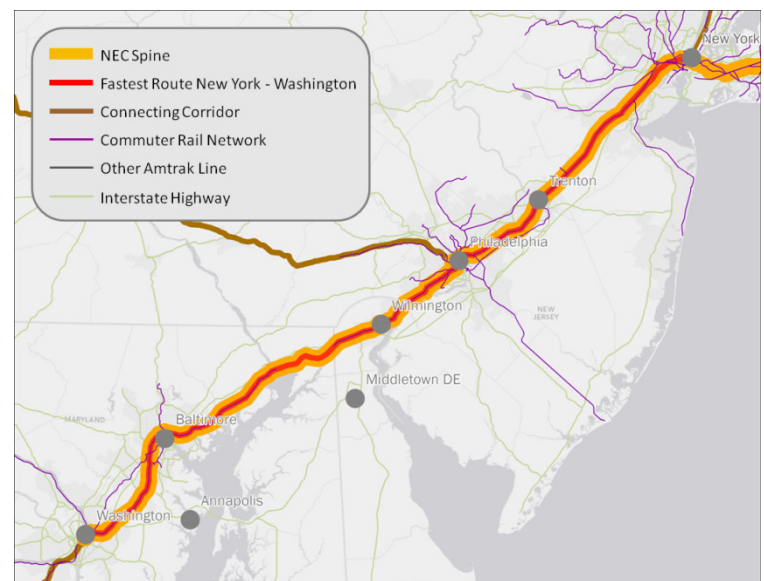 NEC Spine
Fastest Route New York - Washington
Connecting Corridor
Commuter Rail Network
Other Amtrak Line
Interstate Highway
New York
Trenton
Philadelphia
Wilmington
NEW
JERSEY
Middletown DE
MARYLAND
Baltimore
Annapolis
Washington